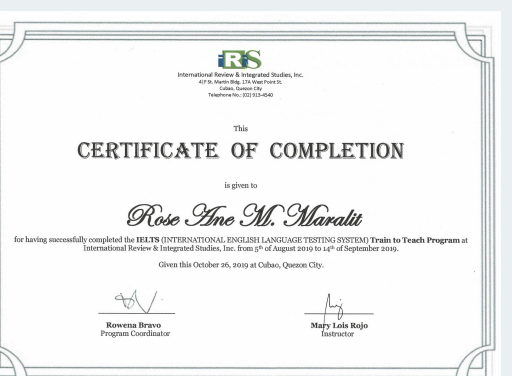 iRiS
International Review & Integrated Studies, Inc.
4/F St. Martin Bldg. 17A West Point St.
Cubao, Quezon City
Telephone No.: (02) 913-4540
This
CERTIFICATE OF COMPLETION
is given to
Rose Ane M. Maralit
for having successfully completed the IELTS (INTERNATIONAL ENGLISH LANGUAGE TESTING SYSTEM) Train to Teach Program at
International Review & Integrated Studies, Inc. from 5th of August 2019 to 14th of September 2019.
Given this October 26, 2019 at Cubao, Quezon City.
Rowena Bravo
Program Coordinator
Mary Lois Rojo
Instructor